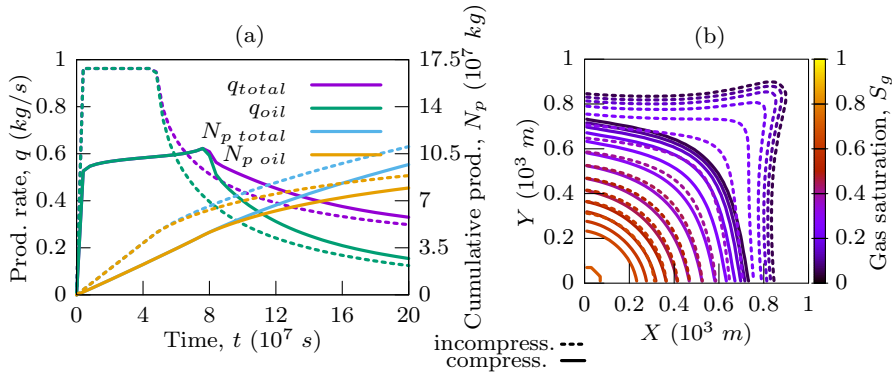 (a)
Prod. rate, q (kg/s)
1
0.8
0.6
0.4
0.2
0
q_total
q_oil
N_p total
N_p oil
17.5
14
10.5
7
3.5
0
Cumulative prod., N_p (10^7 kg)
0 4 8 12 16 20
Time, t (10^7 s)
(b)
Y (10^3 m)
1
0.8
0.6
0.4
0.2
0
0 0.2 0.4 0.6 0.8 1
X (10^3 m)
1
0.8
0.6
0.4
0.2
0
Gas saturation, S_g
incompress.
compress.